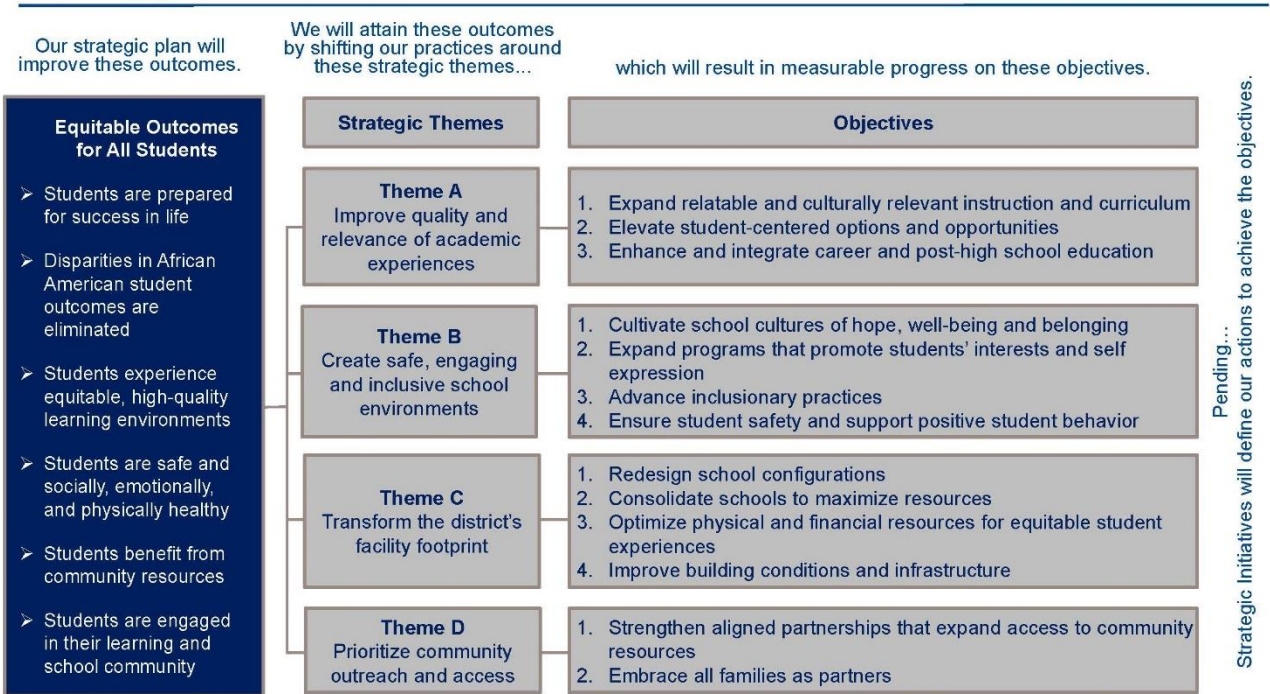 Our strategic plan will
improve these outcomes.
We will attain these outcomes
by shifting our practices around
these strategic themes...
which will result in measurable progress on these objectives.
Equitable Outcomes
for All Students
➢ Students are prepared
for success in life
➢ Disparities in African
American student
outcomes are
eliminated
➢ Students experience
equitable, high-quality
learning environments
➢ Students are safe and
socially, emotionally,
and physically healthy
➢ Students benefit from
community resources
➢ Students are engaged
in their learning and
school community
Strategic Themes
Objectives
Theme A
Improve quality and
relevance of academic
experiences
1. Expand relatable and culturally relevant instruction and curriculum
2. Elevate student-centered options and opportunities
3. Enhance and integrate career and post-high school education
Theme B
Create safe, engaging
and inclusive school
environments
1. Cultivate school cultures of hope, well-being and belonging
2. Expand programs that promote students' interests and self
expression
3. Advance inclusionary practices
4. Ensure student safety and support positive student behavior
Theme C
Transform the district's
facility footprint
1. Redesign school configurations
2. Consolidate schools to maximize resources
3. Optimize physical and financial resources for equitable student
experiences
4. Improve building conditions and infrastructure
Theme D
Prioritize community
outreach and access
1. Strengthen aligned partnerships that expand access to community
resources
2. Embrace all families as partners
Pending...
Strategic Initiatives will define our actions to achieve the objectives.